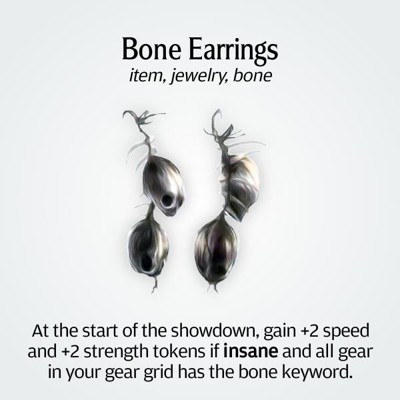 Bone Earrings
item, jewelry, bone
At the start of the showdown, gain +2 speed
and +2 strength tokens if insane and all gear
in your gear grid has the bone keyword.